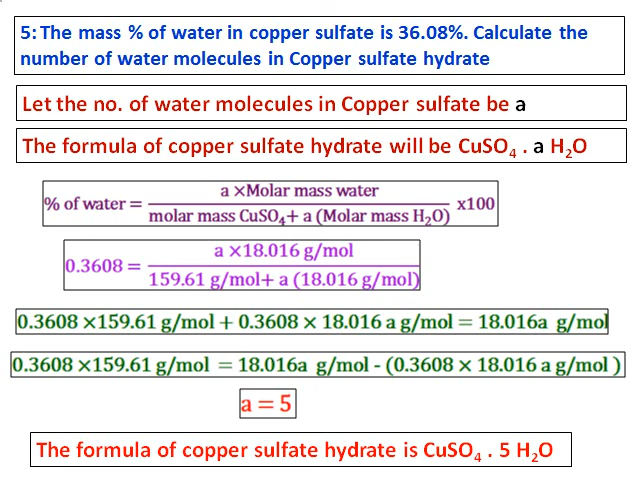 5: The mass % of water in copper sulfate is 36.08%. Calculate the
number of water molecules in Copper sulfate hydrate
Let the no. of water molecules in Copper sulfate be a
The formula of copper sulfate hydrate will be CuSO₄ . a H₂O
% of water = a ×Molar mass water / molar mass CuSO₄+ a (Molar mass H₂O) x100
0.3608 = a ×18.016 g/mol / 159.61 g/mol+ a (18.016 g/mol)
0.3608 ×159.61 g/mol + 0.3608 × 18.016 a g/mol = 18.016a g/mol
0.3608 ×159.61 g/mol = 18.016a g/mol - (0.3608 × 18.016 a g/mol )
a = 5
The formula of copper sulfate hydrate is CuSO₄ . 5 H₂O